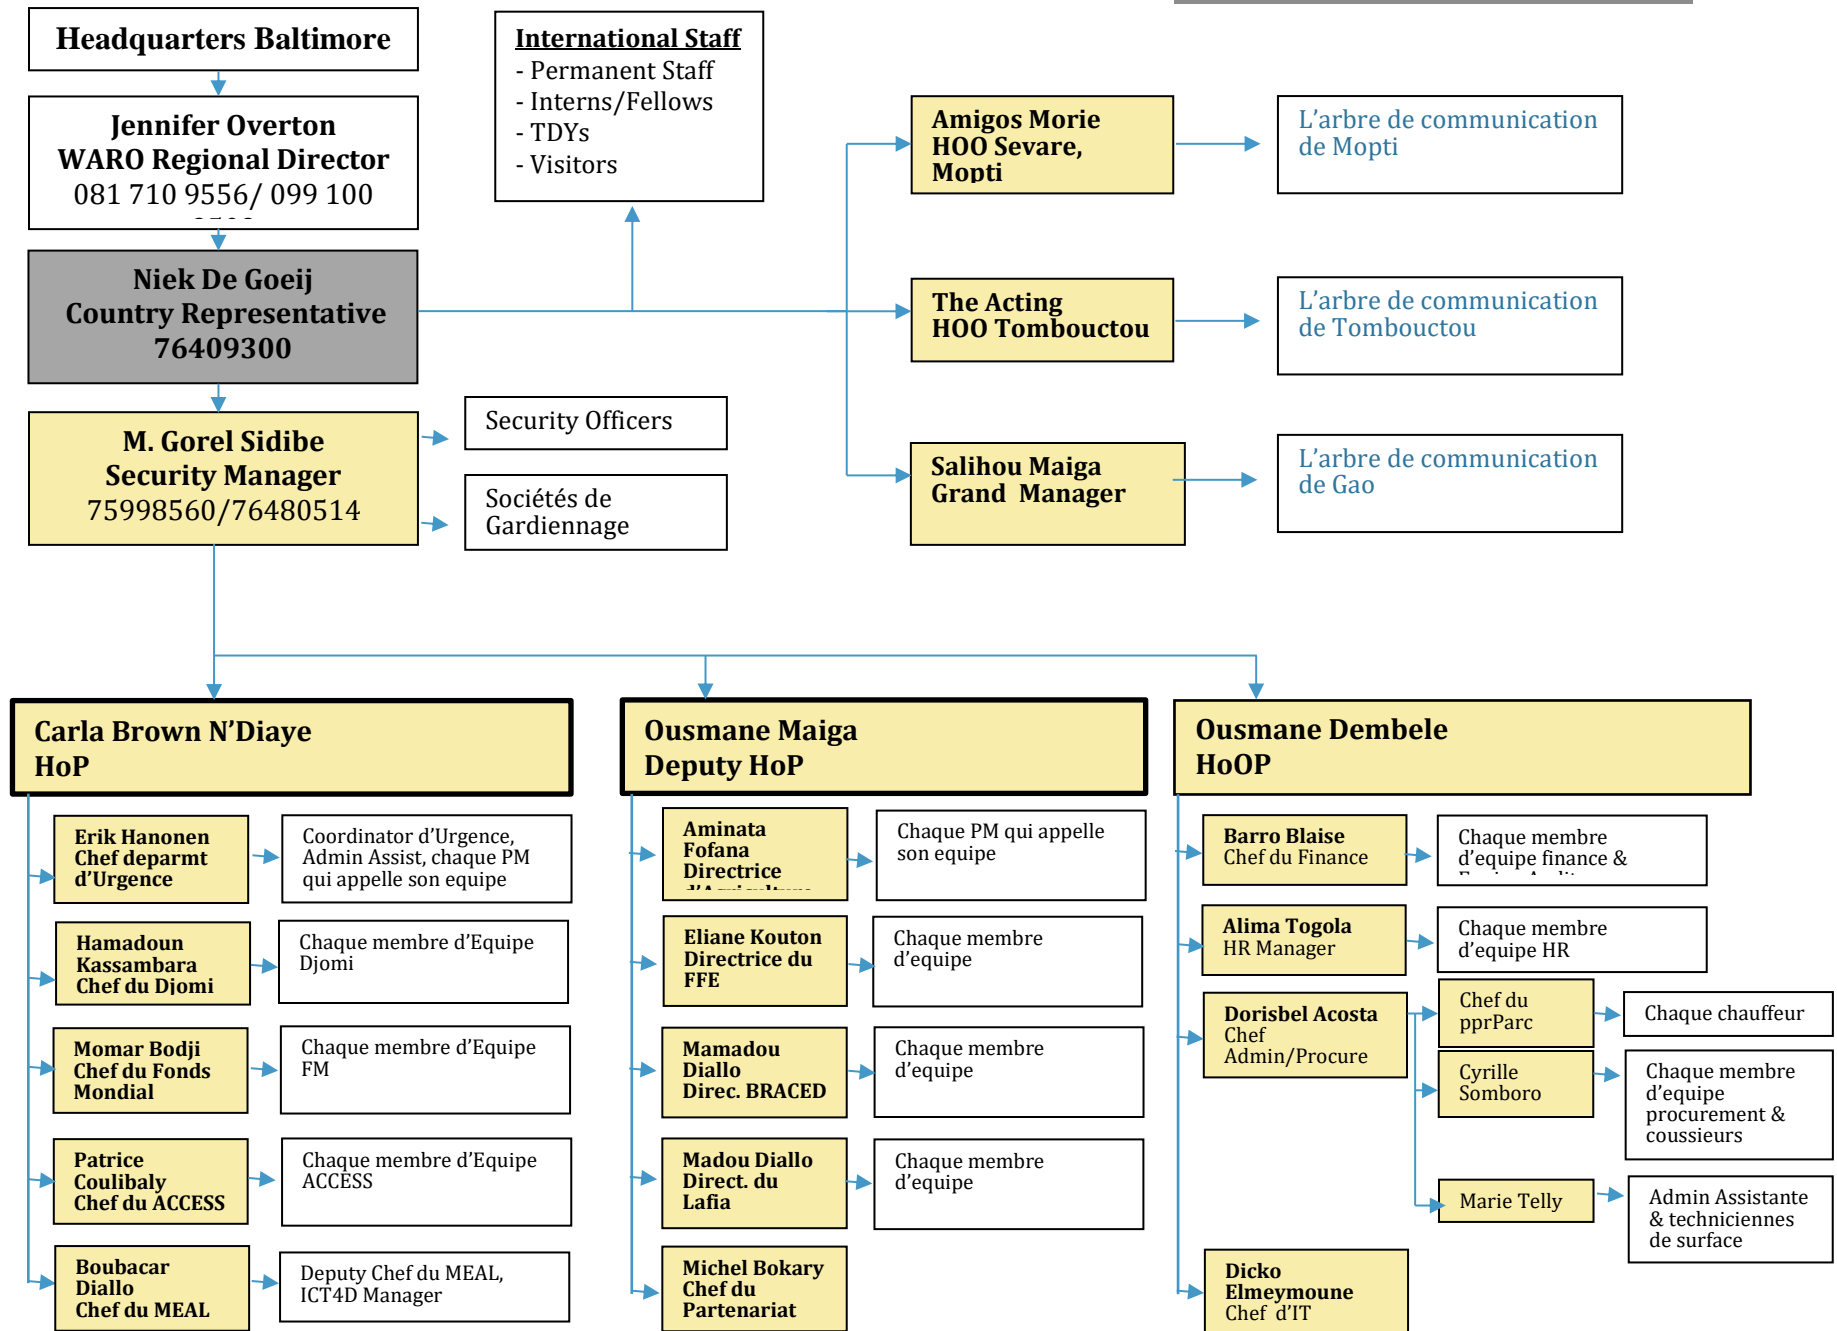 Headquarters Baltimore
Jennifer Overton
WARO Regional Director
081 710 9556/ 099 100
Niek De Goeij
Country Representative
76409300
M. Gorel Sidibe
Security Manager
75998560/76480514
International Staff
- Permanent Staff
- Interns/Fellows
- TDYs
- Visitors
Security Officers
Sociétés de
Gardiennage
Amigos Morie
HOO Sevare,
Mopti
L’arbre de communication
de Mopti
The Acting
HOO Tombouctou
L’arbre de communication
de Tombouctou
Salihou Maiga
Grand Manager
L’arbre de communication
de Gao
Carla Brown N’Diaye
HoP
Erik Hanonen
Chef deparmt
d’Urgence
Coordinator d’Urgence,
Admin Assist, chaque PM
qui appelle son equipe
Hamadoun
Kassambara
Chef du Djomi
Chaque membre d’Equipe
Djomi
Momar Bodji
Chef du Fonds
Mondial
Chaque membre d’Equipe
FM
Patrice
Coulibaly
Chef du ACCESS
Chaque membre d’Equipe
ACCESS
Boubacar
Diallo
Chef du MEAL
Deputy Chef du MEAL,
ICT4D Manager
Ousmane Maiga
Deputy HoP
Aminata
Fofana
Directrice
d’Agriculture
Chaque PM qui appelle
son equipe
Eliane Kouton
Directrice du
FFE
Chaque membre
d’equipe
Mamadou
Diallo
Direc. BRACED
Chaque membre
d’equipe
Madou Diallo
Direct. du
Lafia
Chaque membre
d’equipe
Michel Bokary
Chef du
Partenariat
Ousmane Dembele
HoOP
Barro Blaise
Chef du Finance
Chaque membre
d’equipe finance &
Alima Togola
HR Manager
Chaque membre
d’equipe HR
Dorisbel Acosta
Chef
Admin/Procure
Chef du
pprParc
Chaque chauffeur
Cyrille
Somboro
Chaque membre
d’equipe
procurement &
coussieurs
Marie Telly
Admin Assistante
& techniciennes
de surface
Dicko
Elmeymoune
Chef d’IT